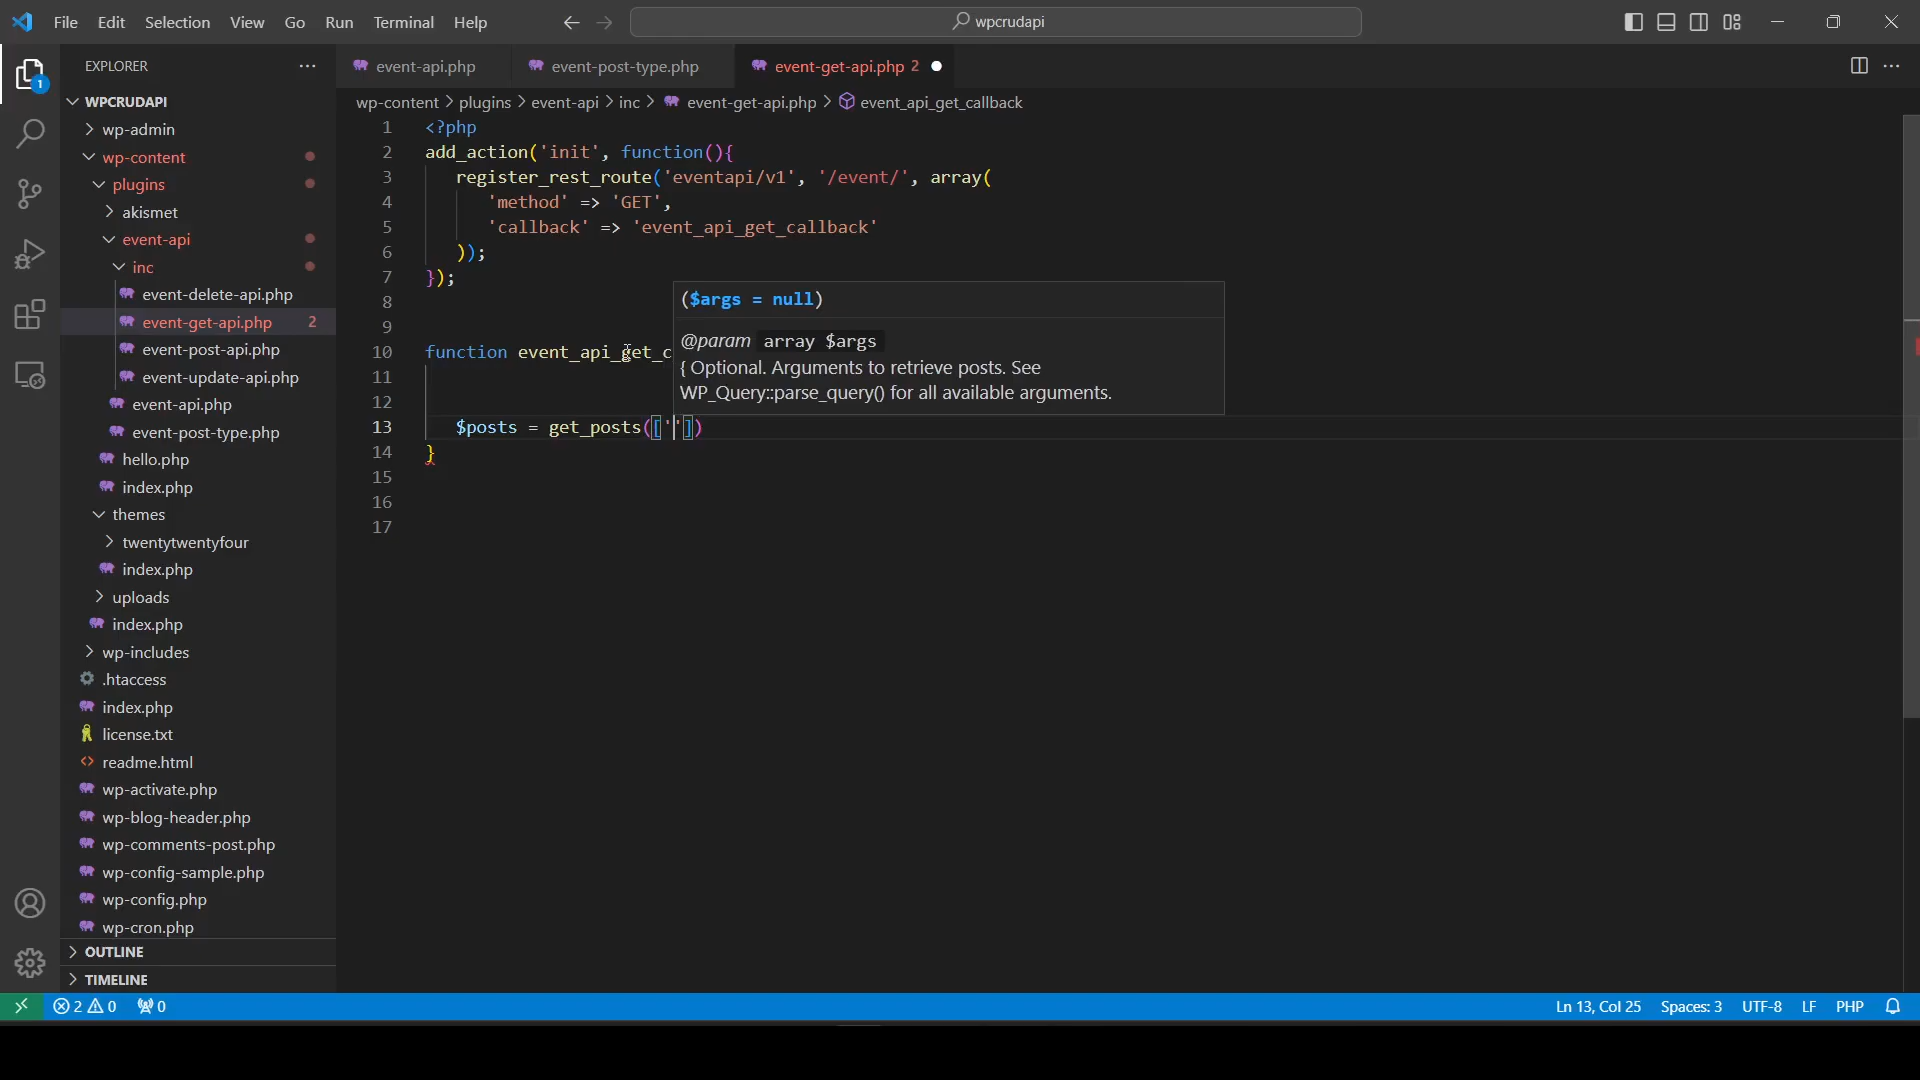 File Edit Selection View Go Run Terminal Help
wpcrudapi
EXPLORER
event-api.php
event-post-type.php
event-get-api.php 2
wp-content > plugins > event-api > inc > event-get-api.php > event_api_get_callback
1
WPCRUDAPI
wp-admin
wp-content
plugins
akismet
event-api
inc
event-delete-api.php
event-get-api.php 2
event-post-api.php
event-update-api.php
event-api.php
event-post-type.php
hello.php
index.php
themes
twentytwentyfour
index.php
uploads
index.php
wp-includes
.htaccess
index.php
license.txt
readme.html
wp-activate.php
wp-blog-header.php
wp-comments-post.php
wp-config-sample.php
wp-config.php
wp-cron.php
OUTLINE
TIMELINE
1 <?php
2 add_action('init', function(){
3 register_rest_route('eventapi/v1', '/event/', array(
4 'method' => 'GET',
5 'callback' => 'event_api_get_callback'
6 ));
7 });
8
9
10 function event_api_get_c
11
12
13 $posts = get_posts([''])
14 }
15
16
17
($args = null)
@param array $args
{ Optional. Arguments to retrieve posts. See
WP_Query::parse_query() for all available arguments.
2 0 0
Ln 13, Col 25 Spaces: 3 UTF-8 LF PHP